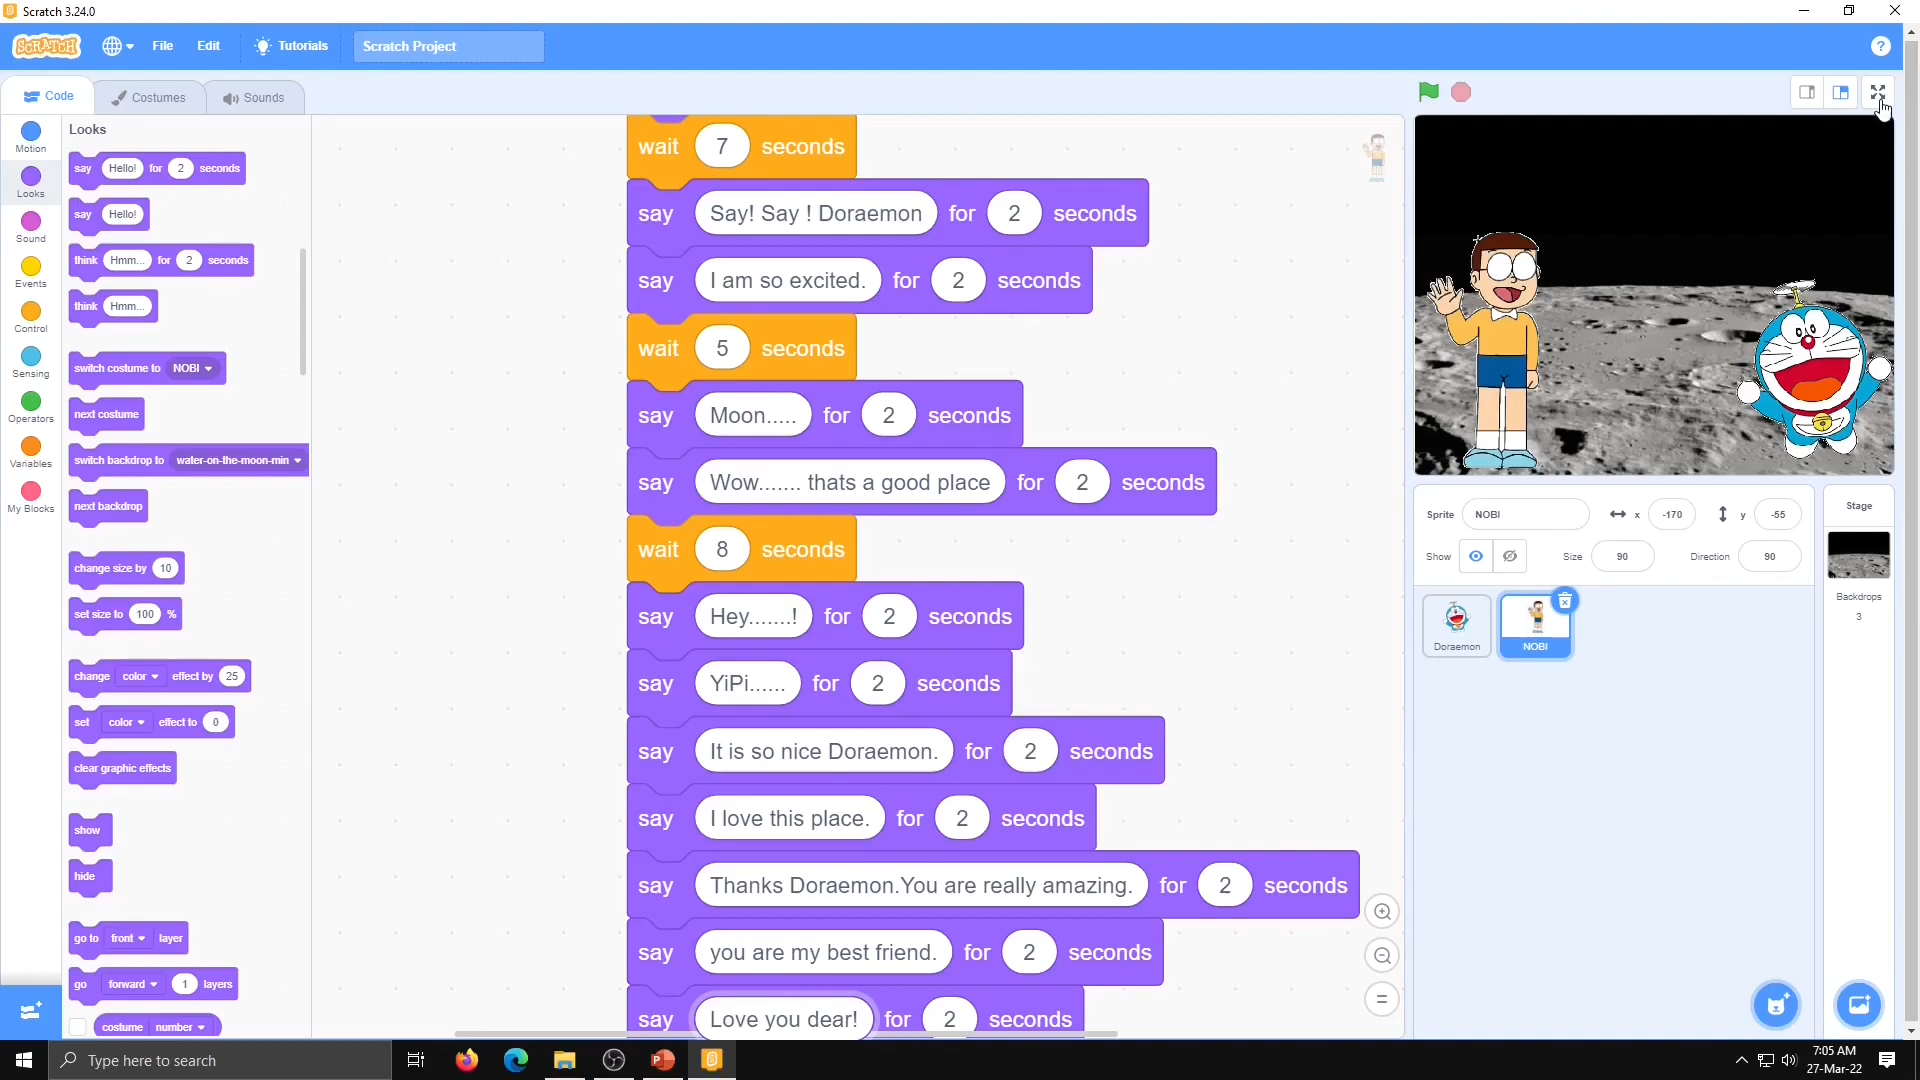 Scratch 3.24.0
SCRATCH File Edit Tutorials Scratch Project ?
Code Costumes Sounds
Motion
Looks
Sound
Events
Control
Sensing
Operators
Variables
My Blocks
Looks
say Hello! for 2 seconds
say Hello!
think Hmm... for 2 seconds
think Hmm...
switch costume to NOBI
next costume
switch backdrop to water-on-the-moon-min
next backdrop
change size by 10
set size to 100 %
change color effect by 25
set color effect to 0
clear graphic effects
show
hide
go to front layer
go forward 1 layers
costume number
wait 7 seconds
say Say! Say ! Doraemon for 2 seconds
say I am so excited. for 2 seconds
wait 5 seconds
say Moon..... for 2 seconds
say Wow....... thats a good place for 2 seconds
wait 8 seconds
say Hey.......! for 2 seconds
say YiPi...... for 2 seconds
say It is so nice Doraemon. for 2 seconds
say I love this place. for 2 seconds
say Thanks Doraemon.You are really amazing. for 2 seconds
say you are my best friend. for 2 seconds
say Love you dear! for 2 seconds
Sprite NOBI x -170 y -55
Show Size 90 Direction 90
Doraemon
NOBI
Stage
Backdrops
3
Type here to search
7:05 AM
27-Mar-22